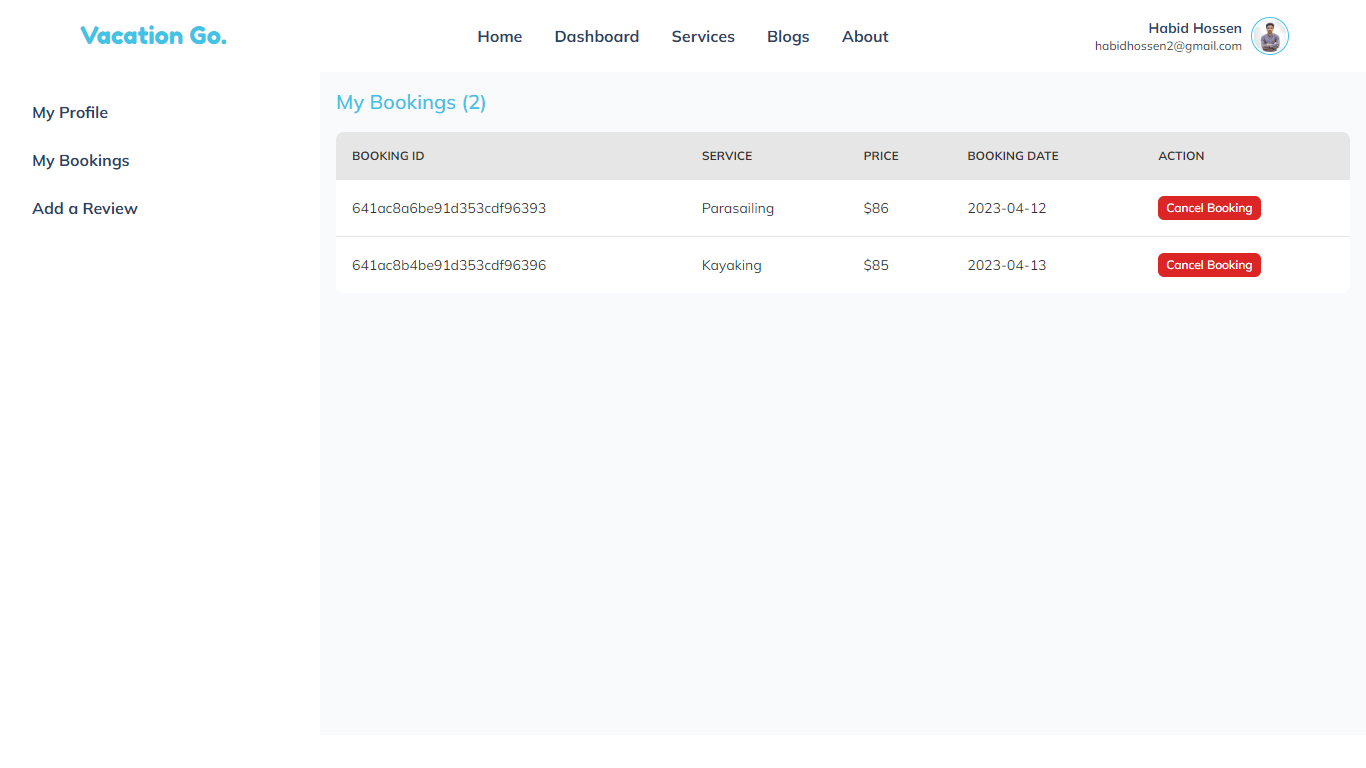 Vacation Go.
Home Dashboard Services Blogs About
Habid Hossen
habidhossen2@gmail.com
My Profile
My Bookings
Add a Review
My Bookings (2)
BOOKING ID SERVICE PRICE BOOKING DATE ACTION
641ac8a6be91d353cdf96393 Parasailing $86 2023-04-12 Cancel Booking
641ac8b4be91d353cdf96396 Kayaking $85 2023-04-13 Cancel Booking